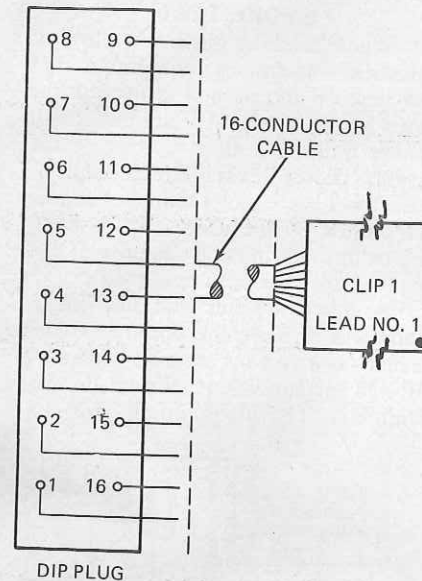 8 9
7 10
16-CONDUCTOR
CABLE
6 11
5 12
4 13
CLIP 1
LEAD NO. 1
3 14
2 15
1 16
DIP PLUG